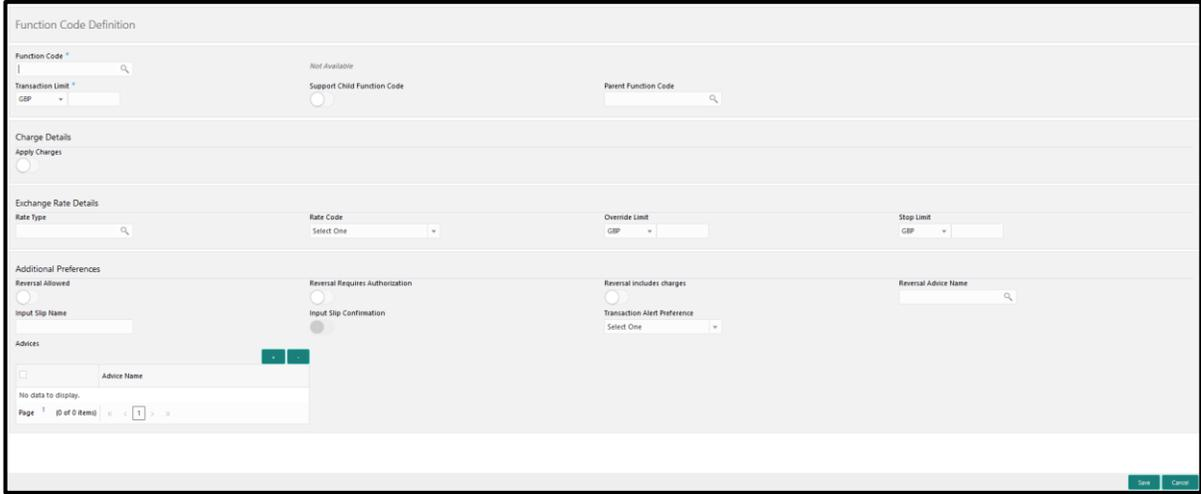 Function Code Definition
Function Code *
Not Available
Transaction Limit * Support Child Function Code Parent Function Code
GBP
Charge Details
Apply Charges
Exchange Rate Details
Rate Type Rate Code Override Limit Stop Limit
Select One GBP GBP
Additional Preferences
Reversal Allowed Reversal Requires Authorization Reversal includes charges Reversal Advice Name
Input Slip Name Input Slip Confirmation Transaction Alert Preference
Select One
Advices
+ -
Advice Name
No data to display.
Page 1 (0 of 0 items) K < 1 > X
Save Cancel